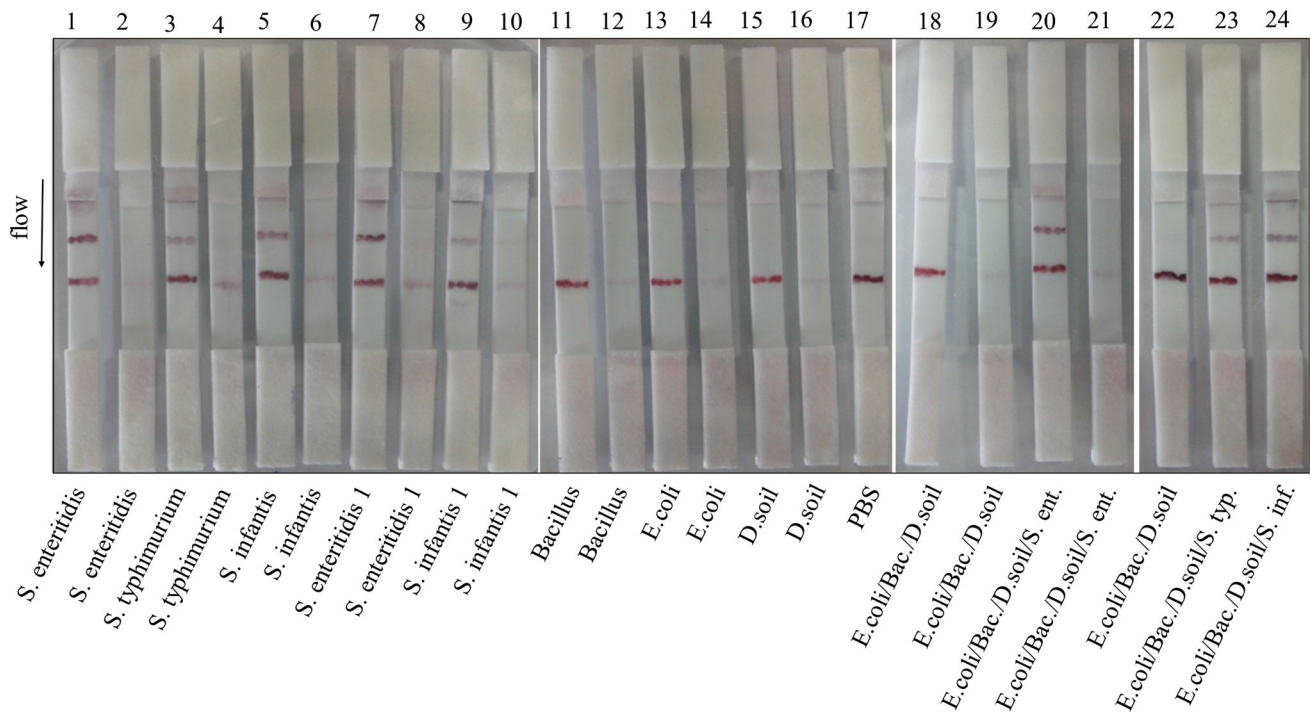 1 2 3 4 5 6 7 8 9 10 11 12 13 14 15 16 17 18 19 20 21 22 23 24
flow
S. enteritidis
S. enteritidis
S. typhimurium
S. typhimurium
S. infantis
S. infantis
S. enteritidis 1
S. enteritidis 1
S. infantis 1
S. infantis 1
Bacillus
Bacillus
E.coli
E.coli
D.soil
D.soil
PBS
E.coli/Bac./D.soil
E.coli/Bac./D.soil
E.coli/Bac./D.soil/S. ent.
E.coli/Bac./D.soil/S. ent.
E.coli/Bac./D.soil
E.coli/Bac./D.soil/S. typ.
E.coli/Bac./D.soil/S. inf.